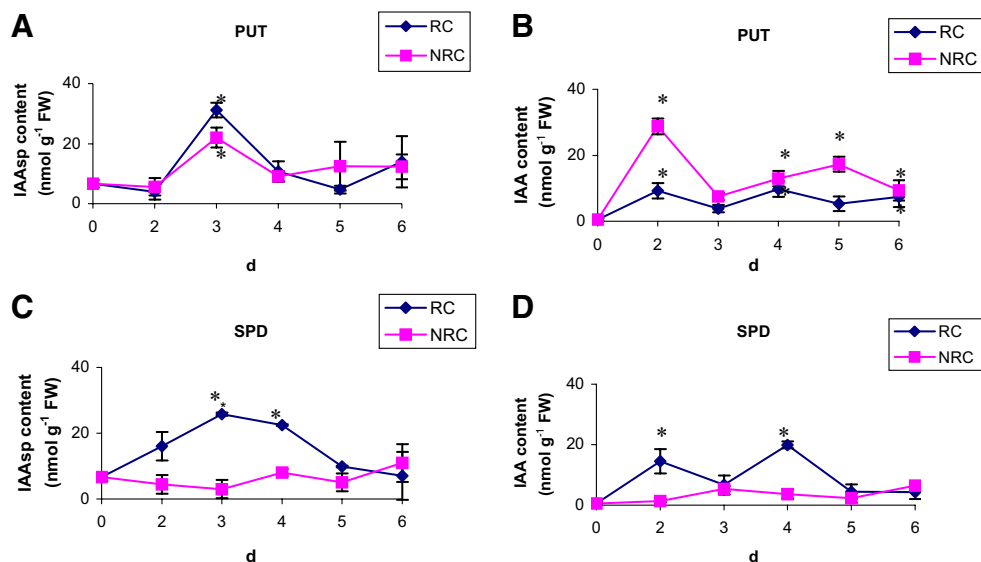 A
PUT
RC
NRC
IAAsp content
(nmol g⁻¹ FW)
40
20
0
*
*
0 2 3 4 5 6
d
B
PUT
RC
NRC
IAA content
(nmol g⁻¹ FW)
40
20
0
*
*
*
*
*
*
*
0 2 3 4 5 6
d
C
SPD
RC
NRC
IAAsp content
(nmol g⁻¹ FW)
40
20
0
*
*
*
0 2 3 4 5 6
d
D
SPD
RC
NRC
IAA content
(nmol g⁻¹ FW)
40
20
0
*
*
0 2 3 4 5 6
d